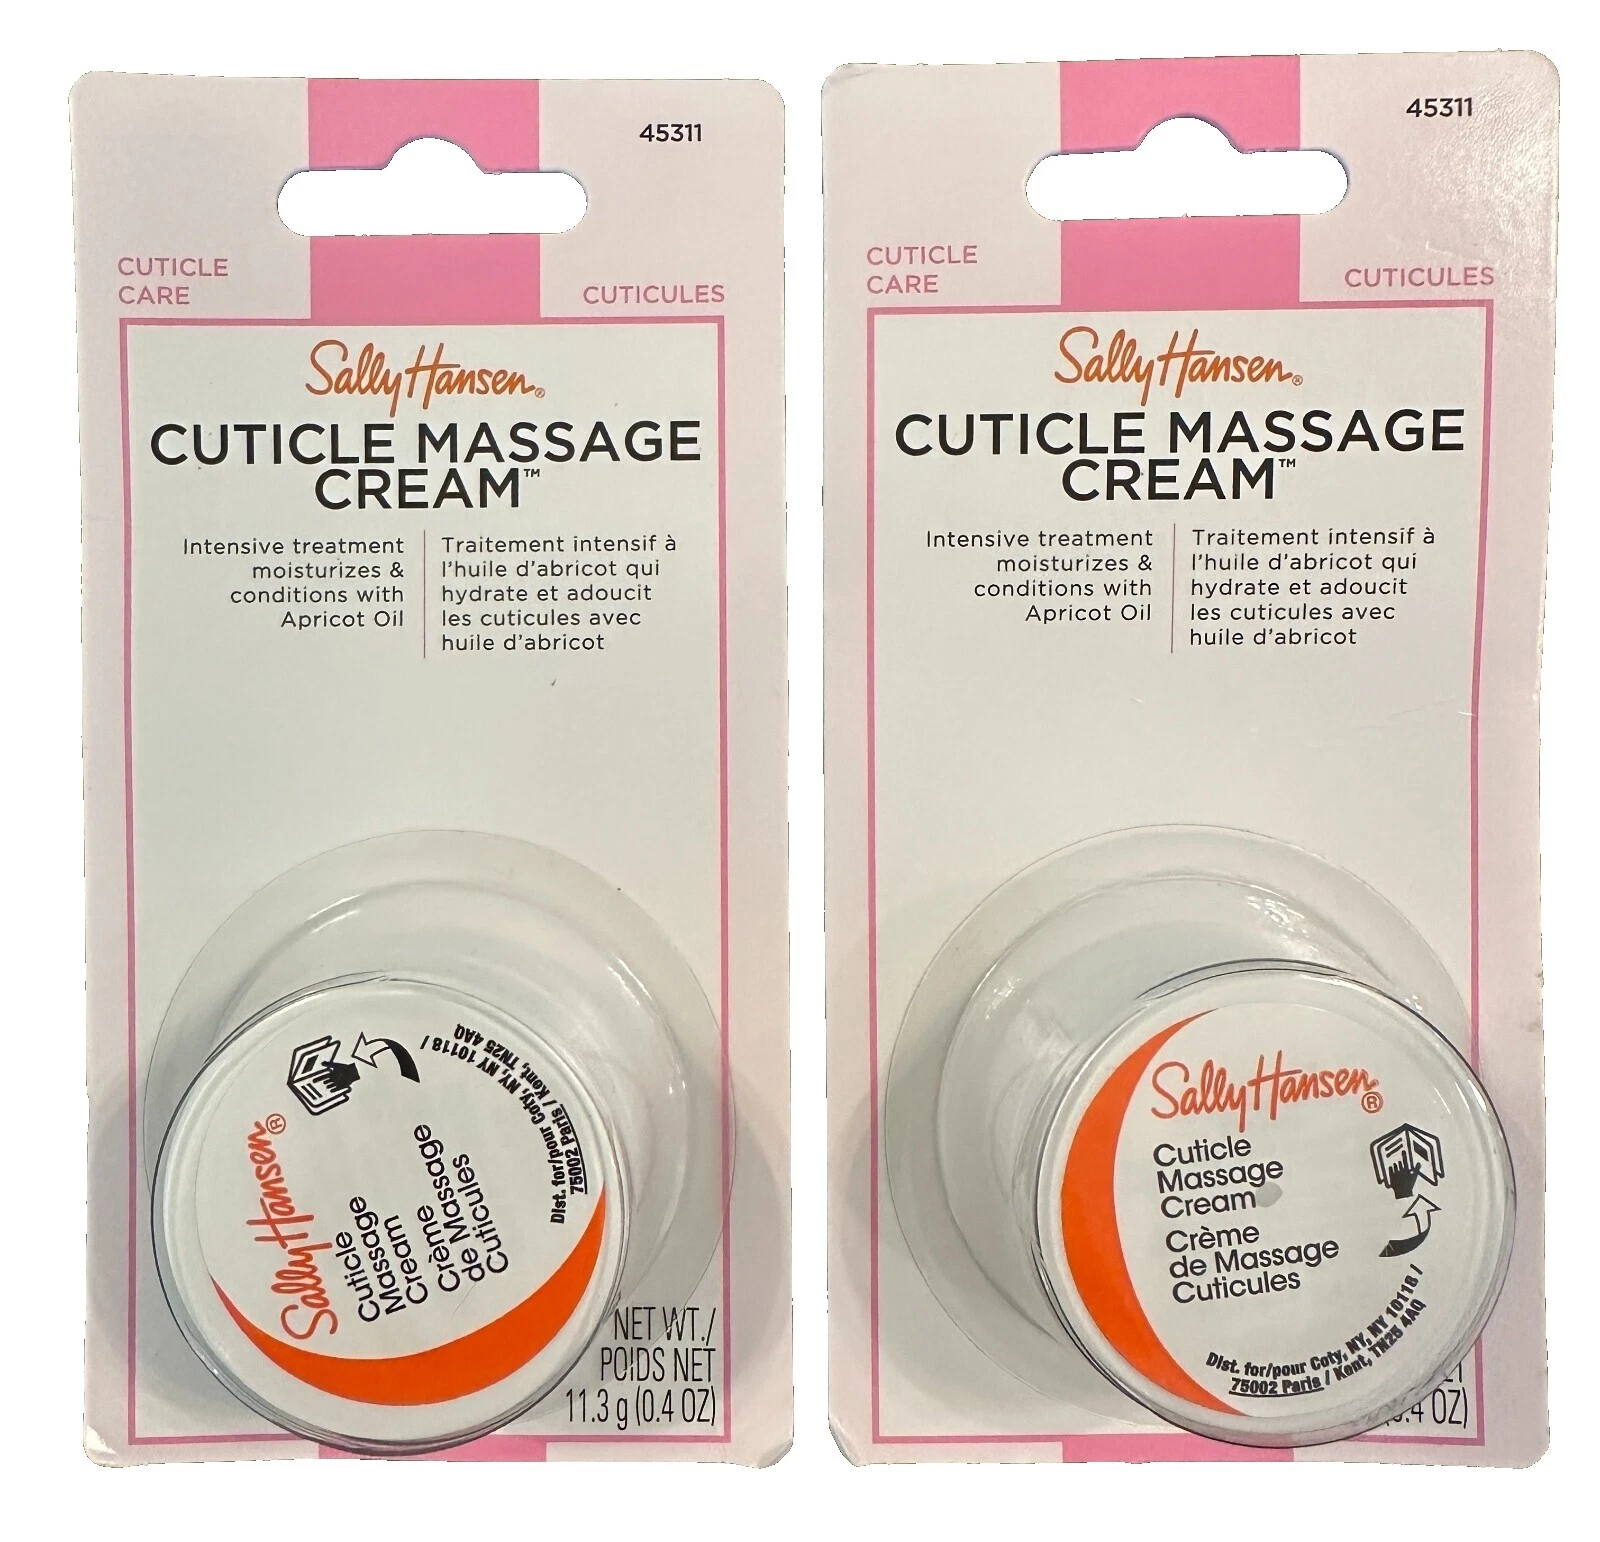 45311
CUTICLE
CARE
CUTICULES
Sally Hansen®
CUTICLE MASSAGE
CREAM™
Intensive treatment
moisturizes &
conditions with
Apricot Oil
Traitement intensif à
l'huile d'abricot qui
hydrate et adoucit
les cuticules avec
huile d'abricot
Sally Hansen®
Cuticle
Massage
Cream
Crème
de Massage
Cuticules
Dist. for/pour Coty, NY, NY 10118 /
75002 Paris / Kent, TN25 4AQ
NET WT./
POIDS NET
11.3 g (0.4 OZ)
45311
CUTICLE
CARE
CUTICULES
Sally Hansen®
CUTICLE MASSAGE
CREAM™
Intensive treatment
moisturizes &
conditions with
Apricot Oil
Traitement intensif à
l'huile d'abricot qui
hydrate et adoucit
les cuticules avec
huile d'abricot
Sally Hansen®
Cuticle
Massage
Cream
Crème
de Massage
Cuticules
Dist. for/pour Coty, NY, NY 10118 /
75002 Paris / Kent, TN25 4AQ
OZ)